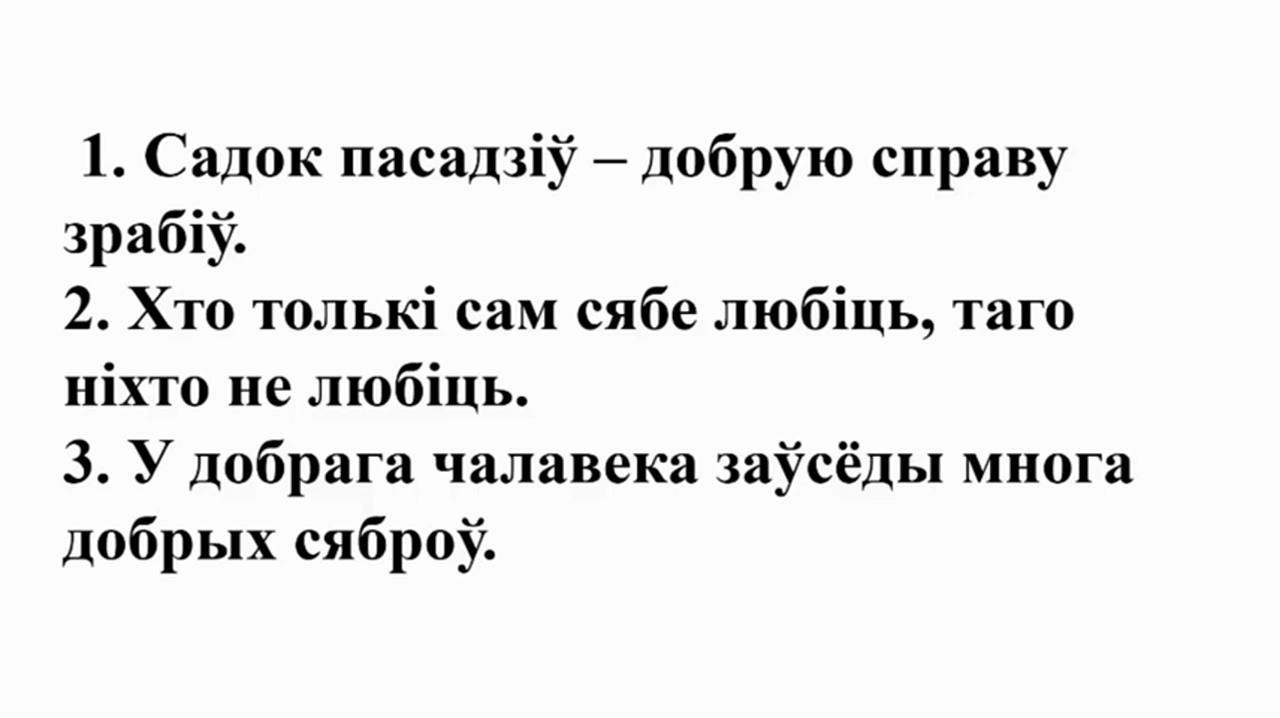 1. Садок пасадзіў – добрую справу
зрабіў.
2. Хто толькі сам сябе любіць, таго
ніхто не любіць.
3. У добрага чалавека заўсёды многа
добрых сяброў.